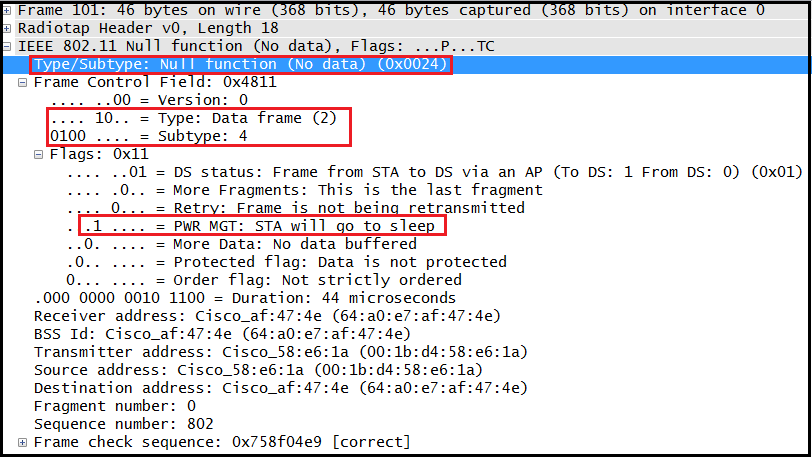 Frame 101: 46 bytes on wire (368 bits), 46 bytes captured (368 bits) on interface 0
Radiotap Header v0, Length 18
IEEE 802.11 Null function (No data), Flags: ...P...TC
Type/Subtype: Null function (No data) (0x0024)
Frame Control Field: 0x4811
.... ..00 = Version: 0
.... 10.. = Type: Data frame (2)
0100 .... = Subtype: 4
Flags: 0x11
.... ..01 = DS status: Frame from STA to DS via an AP (To DS: 1 From DS: 0) (0x01)
.... .0.. = More Fragments: This is the last fragment
.... 0... = Retry: Frame is not being retransmitted
...1 .... = PWR MGT: STA will go to sleep
..0. .... = More Data: No data buffered
.0.. .... = Protected flag: Data is not protected
0... .... = Order flag: Not strictly ordered
.000 0000 0010 1100 = Duration: 44 microseconds
Receiver address: Cisco_af:47:4e (64:a0:e7:af:47:4e)
BSS Id: Cisco_af:47:4e (64:a0:e7:af:47:4e)
Transmitter address: Cisco_58:e6:1a (00:1b:d4:58:e6:1a)
Source address: Cisco_58:e6:1a (00:1b:d4:58:e6:1a)
Destination address: Cisco_af:47:4e (64:a0:e7:af:47:4e)
Fragment number: 0
Sequence number: 802
Frame check sequence: 0x758f04e9 [correct]